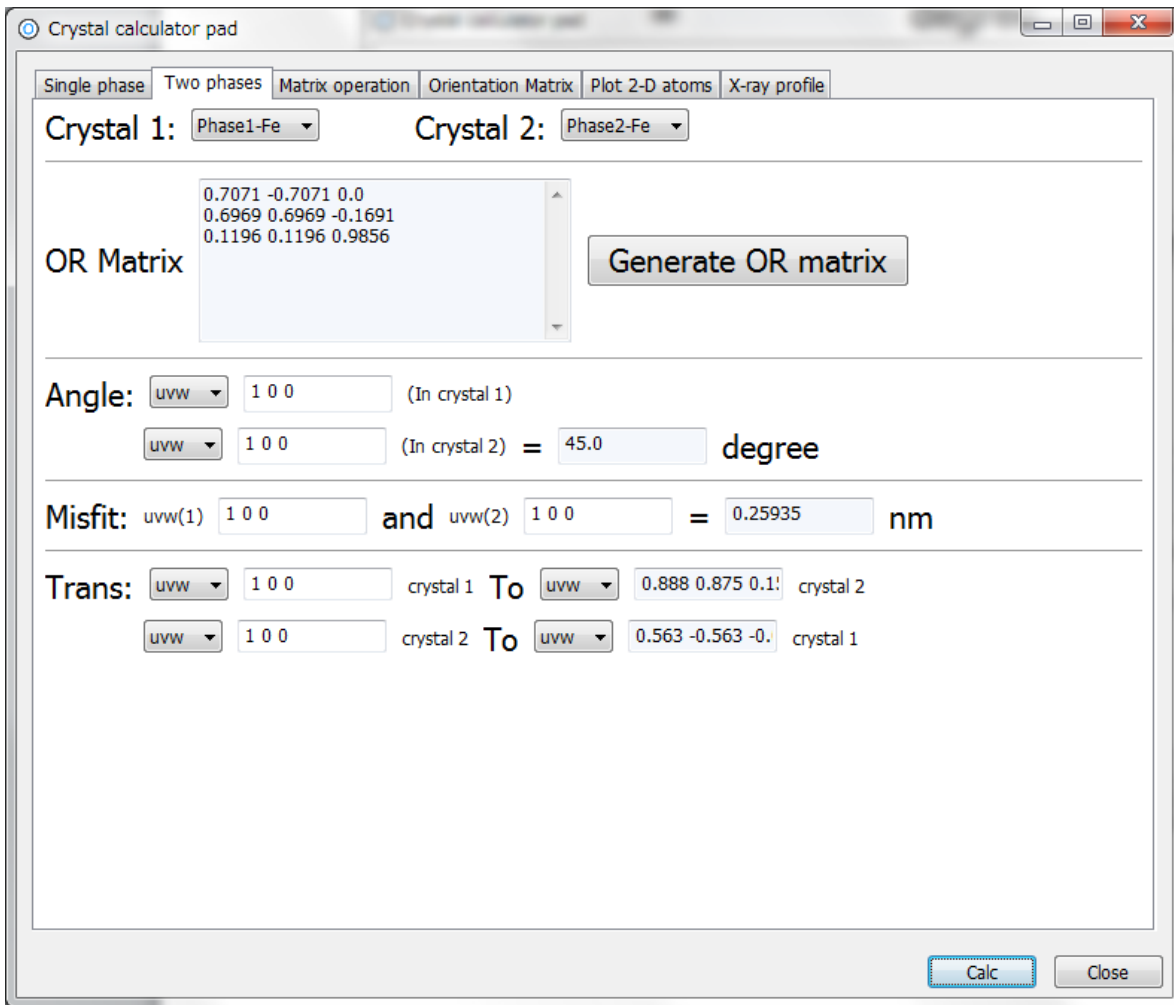 Crystal calculator pad
Single phase Two phases Matrix operation Orientation Matrix Plot 2-D atoms X-ray profile
Crystal 1: Phase1-Fe Crystal 2: Phase2-Fe
0.7071 -0.7071 0.0
0.6969 0.6969 -0.1691
0.1196 0.1196 0.9856
OR Matrix Generate OR matrix
Angle: uvw 1 0 0 (In crystal 1)
uvw 1 0 0 (In crystal 2) = 45.0 degree
Misfit: uvw(1) 1 0 0 and uvw(2) 1 0 0 = 0.25935 nm
Trans: uvw 1 0 0 crystal 1 To uvw 0.888 0.875 crystal 2
uvw 1 0 0 crystal 2 To uvw 0.563 -0.563 crystal 1
Calc Close